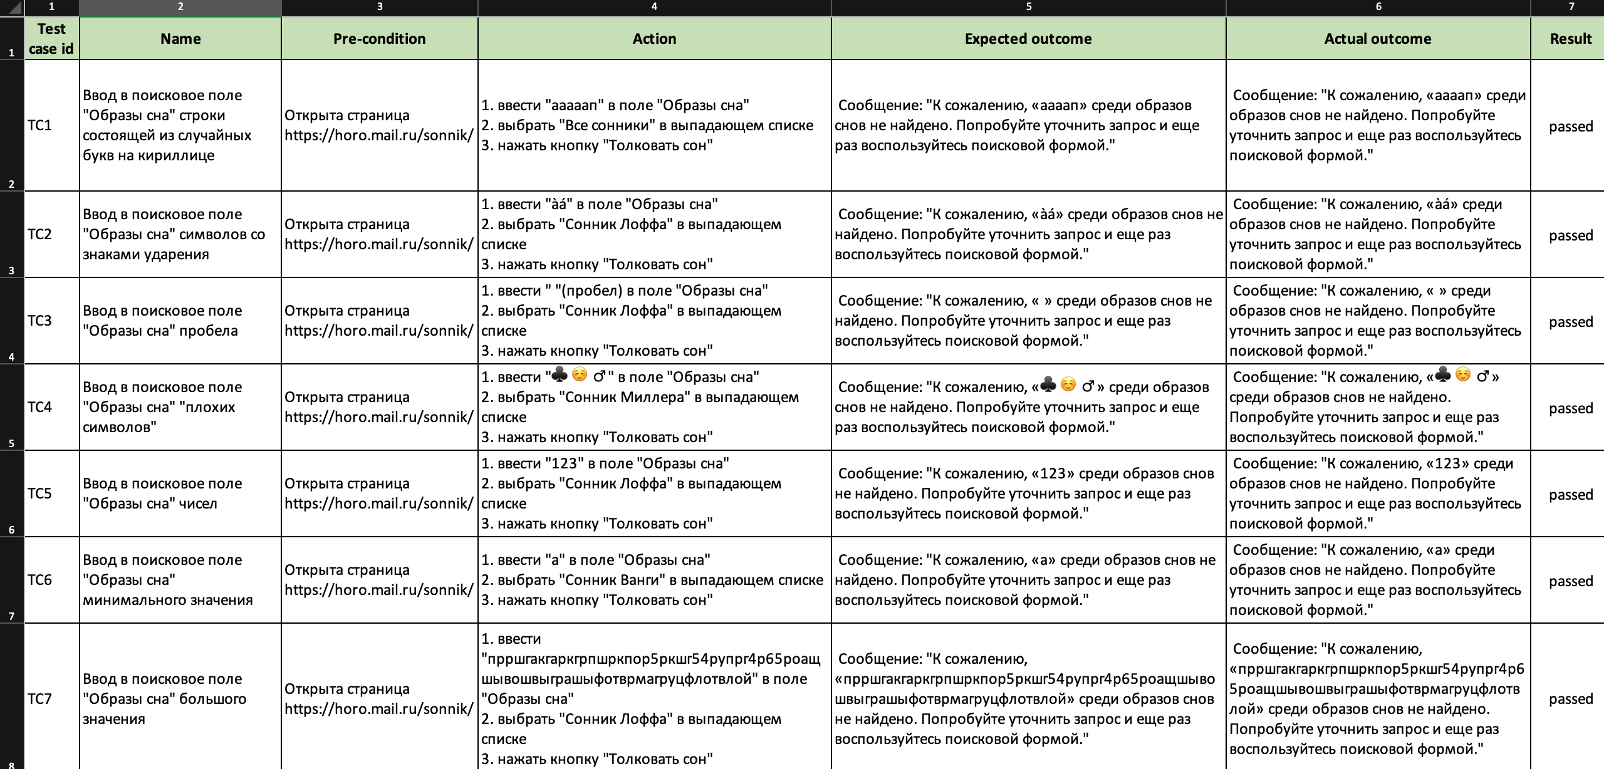 1 2 3 4 5 6 7
1
Test case id
Name
Pre-condition
Action
Expected outcome
Actual outcome
Result
2
TC1
Ввод в поисковое поле
"Образы сна" строки
состоящей из случайных
букв на кириллице
Открыта страница
https://horo.mail.ru/sonnik/
1. ввести "аааааап" в поле "Образы сна"
2. выбрать "Все сонники" в выпадающем списке
3. нажать кнопку "Толковать сон"
Сообщение: "К сожалению, «аааап» среди образов
снов не найдено. Попробуйте уточнить запрос и еще
раз воспользуйтесь поисковой формой."
Сообщение: "К сожалению, «аааап» среди
образов снов не найдено. Попробуйте
уточнить запрос и еще раз воспользуйтесь
поисковой формой."
passed
3
TC2
Ввод в поисковое поле
"Образы сна" символов со
знаками ударения
Открыта страница
https://horo.mail.ru/sonnik/
1. ввести "àá" в поле "Образы сна"
2. выбрать "Сонник Лоффа" в выпадающем
списке
3. нажать кнопку "Толковать сон"
Сообщение: "К сожалению, «àá» среди образов снов не
найдено. Попробуйте уточнить запрос и еще раз
воспользуйтесь поисковой формой."
Сообщение: "К сожалению, «àá» среди
образов снов не найдено. Попробуйте
уточнить запрос и еще раз воспользуйтесь
поисковой формой."
passed
4
TC3
Ввод в поисковое поле
"Образы сна" пробела
Открыта страница
https://horo.mail.ru/sonnik/
1. ввести " "(пробел) в поле "Образы сна"
2. выбрать "Сонник Лоффа" в выпадающем
списке
3. нажать кнопку "Толковать сон"
Сообщение: "К сожалению, « » среди образов снов не
найдено. Попробуйте уточнить запрос и еще раз
воспользуйтесь поисковой формой."
Сообщение: "К сожалению, « » среди
образов снов не найдено. Попробуйте
уточнить запрос и еще раз воспользуйтесь
поисковой формой."
passed
5
TC4
Ввод в поисковое поле
"Образы сна" "плохих
символов"
Открыта страница
https://horo.mail.ru/sonnik/
1. ввести "♣ ☺️ ♂" в поле "Образы сна"
2. выбрать "Сонник Миллера" в выпадающем
списке
3. нажать кнопку "Толковать сон"
Сообщение: "К сожалению, «♣ ☺️ ♂» среди образов
снов не найдено. Попробуйте уточнить запрос и еще
раз воспользуйтесь поисковой формой."
Сообщение: "К сожалению, «♣ ☺️ ♂»
среди образов снов не найдено.
Попробуйте уточнить запрос и еще раз
воспользуйтесь поисковой формой."
passed
6
TC5
Ввод в поисковое поле
"Образы сна" чисел
Открыта страница
https://horo.mail.ru/sonnik/
1. ввести "123" в поле "Образы сна"
2. выбрать "Сонник Лоффа" в выпадающем
списке
3. нажать кнопку "Толковать сон"
Сообщение: "К сожалению, «123» среди образов снов
не найдено. Попробуйте уточнить запрос и еще раз
воспользуйтесь поисковой формой."
Сообщение: "К сожалению, «123» среди
образов снов не найдено. Попробуйте
уточнить запрос и еще раз воспользуйтесь
поисковой формой."
passed
7
TC6
Ввод в поисковое поле
"Образы сна"
минимального значения
Открыта страница
https://horo.mail.ru/sonnik/
1. ввести "а" в поле "Образы сна"
2. выбрать "Сонник Ванги" в выпадающем списке
3. нажать кнопку "Толковать сон"
Сообщение: "К сожалению, «а» среди образов снов не
найдено. Попробуйте уточнить запрос и еще раз
воспользуйтесь поисковой формой."
Сообщение: "К сожалению, «а» среди
образов снов не найдено. Попробуйте
уточнить запрос и еще раз воспользуйтесь
поисковой формой."
passed
8
TC7
Ввод в поисковое поле
"Образы сна" большого
значения
Открыта страница
https://horo.mail.ru/sonnik/
1. ввести
"прршгакгаркгрпшркпор5ркшг54рупрг4р65роащ
шывошвыграшыфотврмагруцфлотвлой" в поле
"Образы сна"
2. выбрать "Сонник Лоффа" в выпадающем
списке
3. нажать кнопку "Толковать сон"
Сообщение: "К сожалению,
«прршгакгаркгрпшркпор5ркшг54рупрг4р65роащшыво
швыграшыфотврмагруцфлотвлой» среди образов снов
не найдено. Попробуйте уточнить запрос и еще раз
воспользуйтесь поисковой формой."
Сообщение: "К сожалению,
«прршгакгаркгрпшркпор5ркшг54рупрг4р6
5роащшывошвыграшыфотврмагруцфлотв
лой» среди образов снов не найдено.
Попробуйте уточнить запрос и еще раз
воспользуйтесь поисковой формой."
passed